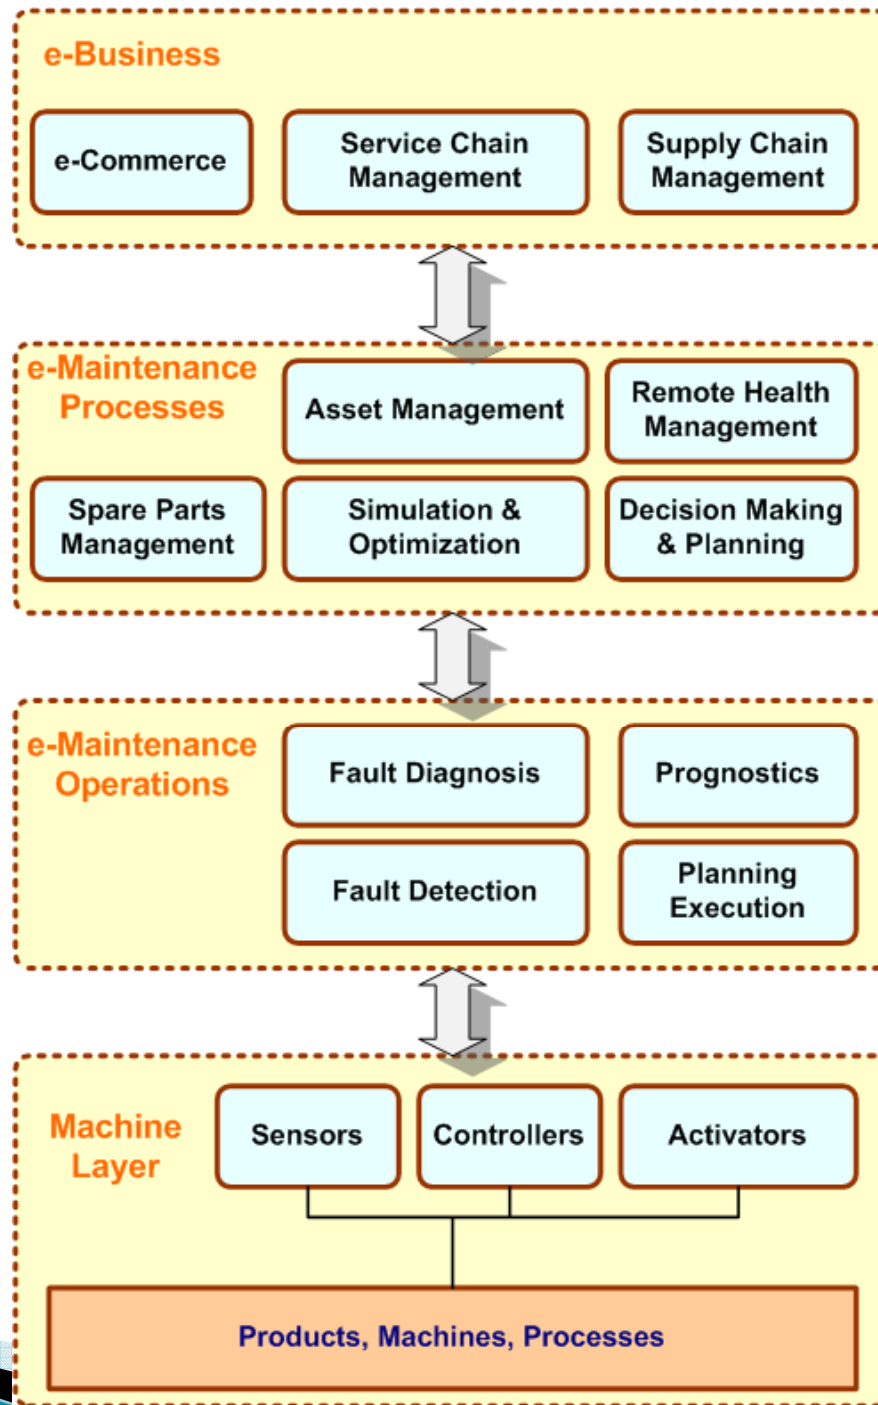 e-Business
e-Commerce
Service Chain
Management
Supply Chain
Management
e-Maintenance
Processes
Asset Management
Remote Health
Management
Spare Parts
Management
Simulation &
Optimization
Decision Making
& Planning
e-Maintenance
Operations
Fault Diagnosis
Prognostics
Fault Detection
Planning
Execution
Machine
Layer
Sensors
Controllers
Activators
Products, Machines, Processes